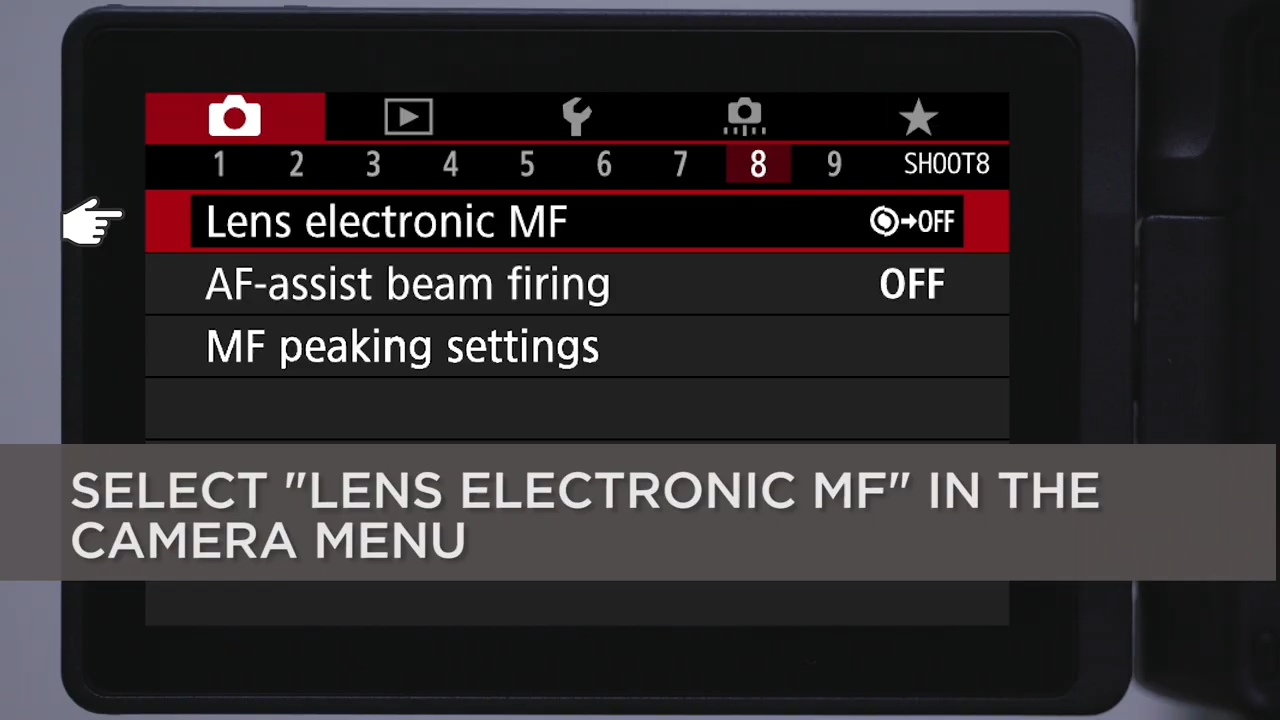 1 2 3 4 5 6 7 8 9 SHOOT8
Lens electronic MF →OFF
AF-assist beam firing OFF
MF peaking settings
SELECT "LENS ELECTRONIC MF" IN THE
CAMERA MENU